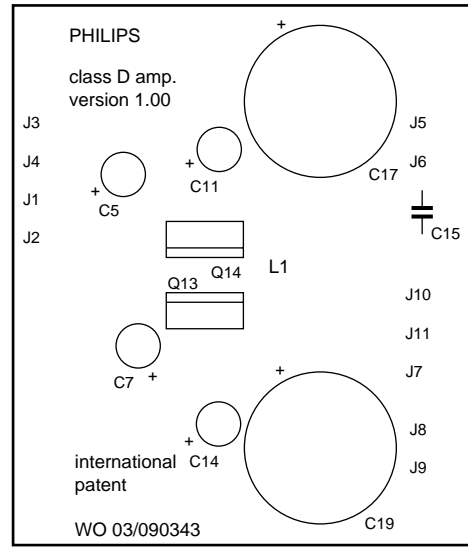 PHILIPS
class D amp.
version 1.00
+
J3
J5
J4
J6
+
C11
C17
J1
+
C5
C15
J2
Q14
L1
Q13
J10
J11
C7
+
+
J7
J8
+
C14
international
patent
J9
WO 03/090343
C19